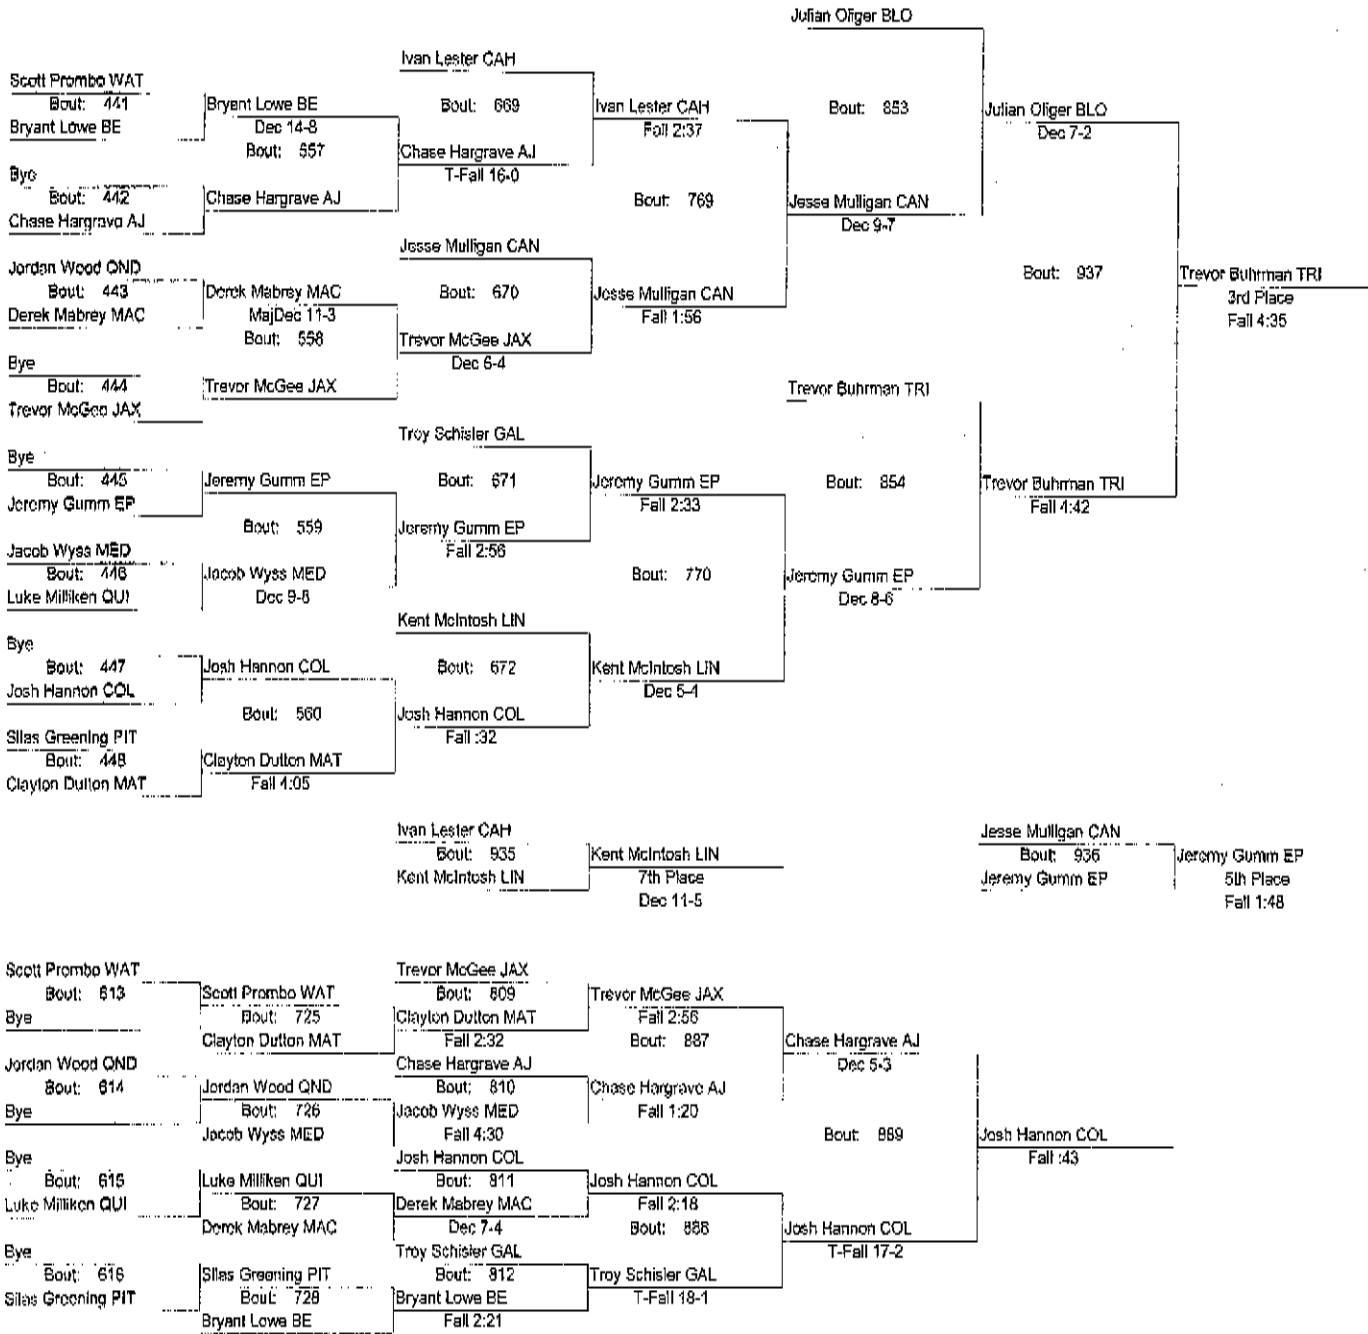 Julian Oliger BLO
Ivan Lester CAH
Scott Prombo WAT
Bout: 441
Bryant Lowe BE
Bryant Lowe BE
Dec 14-8
Bout: 557
Bout: 669
Ivan Lester CAH
Fall 2:37
Bout: 853
Julian Oliger BLO
Dec 7-2
Chase Hargrave AJ
T-Fall 16-0
Bye
Bout: 442
Chase Hargrave AJ
Chase Hargrave AJ
Bout: 769
Jesse Mulligan CAN
Dec 9-7
Jesse Mulligan CAN
Jordan Wood QND
Bout: 443
Derek Mabrey MAC
Derek Mabrey MAC
MajDec 11-3
Bout: 558
Bout: 670
Jesse Mulligan CAN
Fall 1:56
Bout: 937
Trevor Buhrman TRI
3rd Place
Fall 4:35
Trevor McGee JAX
Dec 6-4
Bye
Bout: 444
Trevor McGee JAX
Trevor McGee JAX
Trevor Buhrman TRI
Troy Schisler GAL
Bye
Bout: 445
Jeremy Gumm EP
Jeremy Gumm EP
Bout: 559
Bout: 671
Jeremy Gumm EP
Fall 2:33
Bout: 854
Trevor Buhrman TRI
Fall 4:42
Jeremy Gumm EP
Fall 2:56
Jacob Wyss MED
Bout: 446
Luke Milliken QUI
Jacob Wyss MED
Dec 9-8
Bout: 770
Jeremy Gumm EP
Dec 8-6
Kent McIntosh LIN
Bye
Bout: 447
Josh Hannon COL
Josh Hannon COL
Bout: 560
Bout: 672
Kent McIntosh LIN
Dec 5-4
Josh Hannon COL
Fall :32
Silas Greening PIT
Bout: 448
Clayton Dutton MAT
Clayton Dutton MAT
Fall 4:05
Ivan Lester CAH
Bout: 935
Kent McIntosh LIN
Kent McIntosh LIN
7th Place
Dec 11-5
Jesse Mulligan CAN
Bout: 936
Jeremy Gumm EP
Jeremy Gumm EP
5th Place
Fall 1:48
Scott Prombo WAT
Bout: 613
Bye
Scott Prombo WAT
Bout: 725
Clayton Dutton MAT
Trevor McGee JAX
Bout: 809
Clayton Dutton MAT
Fall 2:32
Trevor McGee JAX
Fall 2:56
Bout: 887
Chase Hargrave AJ
Dec 5-3
Jordan Wood QND
Bout: 614
Bye
Jordan Wood QND
Bout: 726
Jacob Wyss MED
Chase Hargrave AJ
Bout: 810
Jacob Wyss MED
Fall 4:30
Chase Hargrave AJ
Fall 1:20
Bout: 889
Josh Hannon COL
Fall :43
Bye
Bout: 615
Luke Milliken QUI
Luke Milliken QUI
Bout: 727
Derek Mabrey MAC
Josh Hannon COL
Bout: 811
Derek Mabrey MAC
Dec 7-4
Josh Hannon COL
Fall 2:18
Bout: 888
Josh Hannon COL
T-Fall 17-2
Bye
Bout: 616
Silas Greening PIT
Silas Greening PIT
Bout: 728
Bryant Lowe BE
Troy Schisler GAL
Bout: 812
Bryant Lowe BE
Fall 2:21
Troy Schisler GAL
T-Fall 18-1